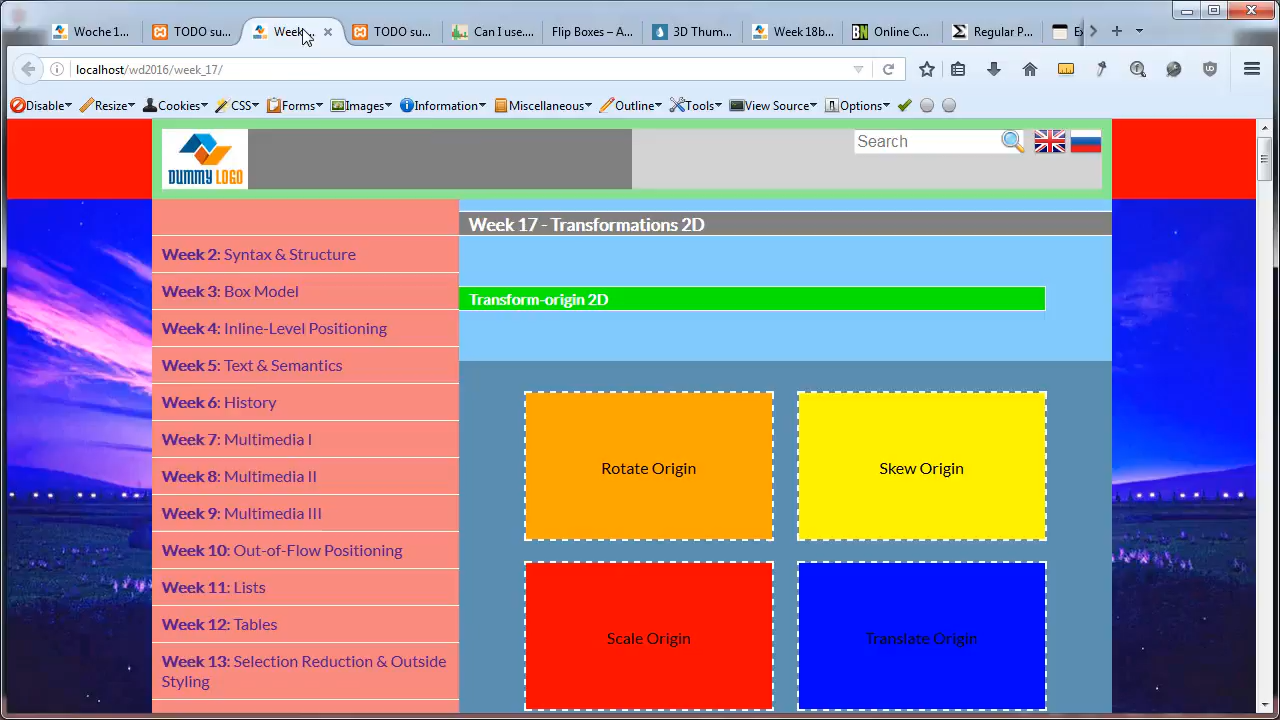 Woche 1...
TODO su...
Week...
TODO su...
Can I use....
Flip Boxes – A...
3D Thum...
Week 18b...
Online C...
Regular P...
localhost/wd2016/week_17/
Disable
Resize
Cookies
CSS
Forms
Images
Information
Miscellaneous
Outline
Tools
View Source
Options
DUMMY LOGO
Search
Week 17 - Transformations 2D
Week 2: Syntax & Structure
Transform-origin 2D
Week 3: Box Model
Week 4: Inline-Level Positioning
Week 5: Text & Semantics
Week 6: History
Week 7: Multimedia I
Week 8: Multimedia II
Week 9: Multimedia III
Week 10: Out-of-Flow Positioning
Week 11: Lists
Week 12: Tables
Week 13: Selection Reduction & Outside
Styling
Rotate Origin
Skew Origin
Scale Origin
Translate Origin